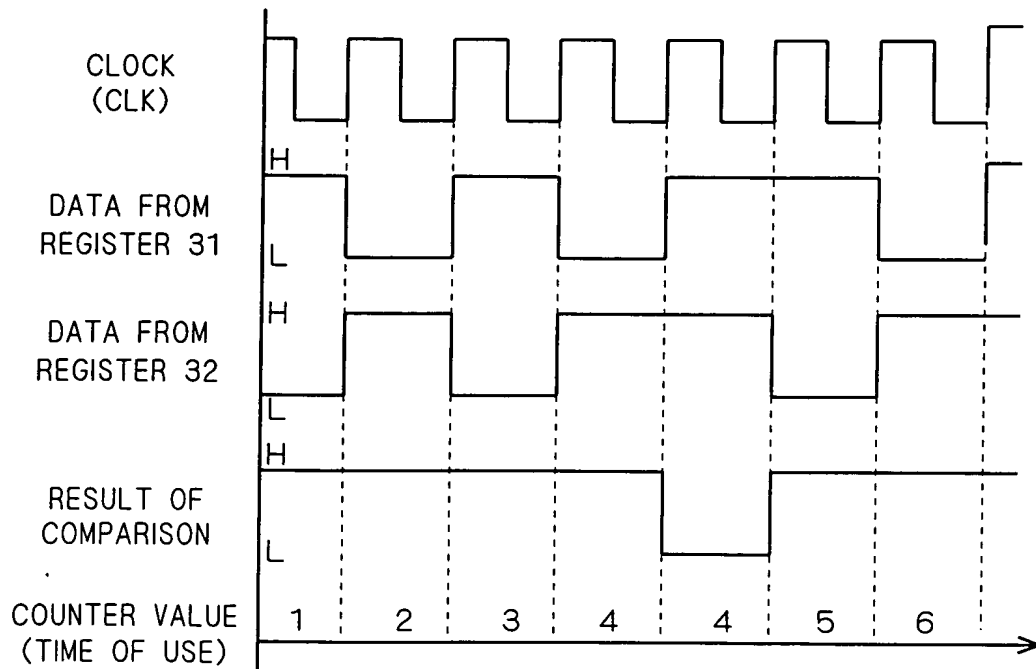 CLOCK
(CLK)
H
DATA FROM
REGISTER 31
L
H
DATA FROM
REGISTER 32
L
H
RESULT OF
COMPARISON
L
COUNTER VALUE
(TIME OF USE)
1 2 3 4 4 5 6